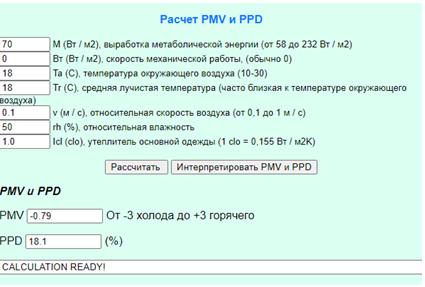 Расчет PMV и PPD
70 M (Вт / м2), выработка метаболической энергии (от 58 до 232 Вт / м2)
0 Вт (Вт / м2), скорость механической работы, (обычно 0)
18 Ta (C), температура окружающего воздуха (10-30)
18 Tr (C), средняя лучистая температура (часто близкая к температуре окружающего
воздуха)
0.1 v (м / с), относительная скорость воздуха (от 0,1 до 1 м / с)
50 rh (%), относительная влажность
1.0 Icl (clo), утеплитель основной одежды (1 clo = 0,155 Вт / м2K)
Рассчитать Интерпретировать PMV и PPD
PMV и PPD
PMV -0.79 От -3 холода до +3 горячего
PPD 18.1 (%)
CALCULATION READY!